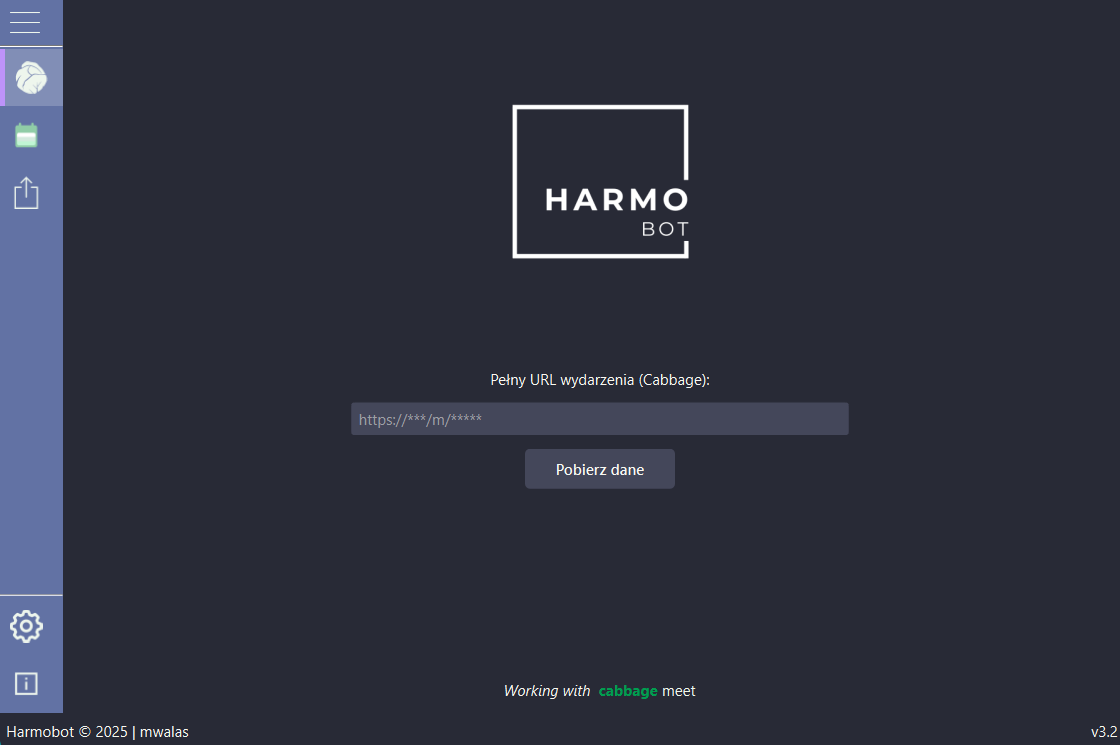 HARMO
BOT
Pełny URL wydarzenia (Cabbage):
https://***/m/*****
Pobierz dane
Working with cabbage meet
Harmobot © 2025 | mwalas
v3.2